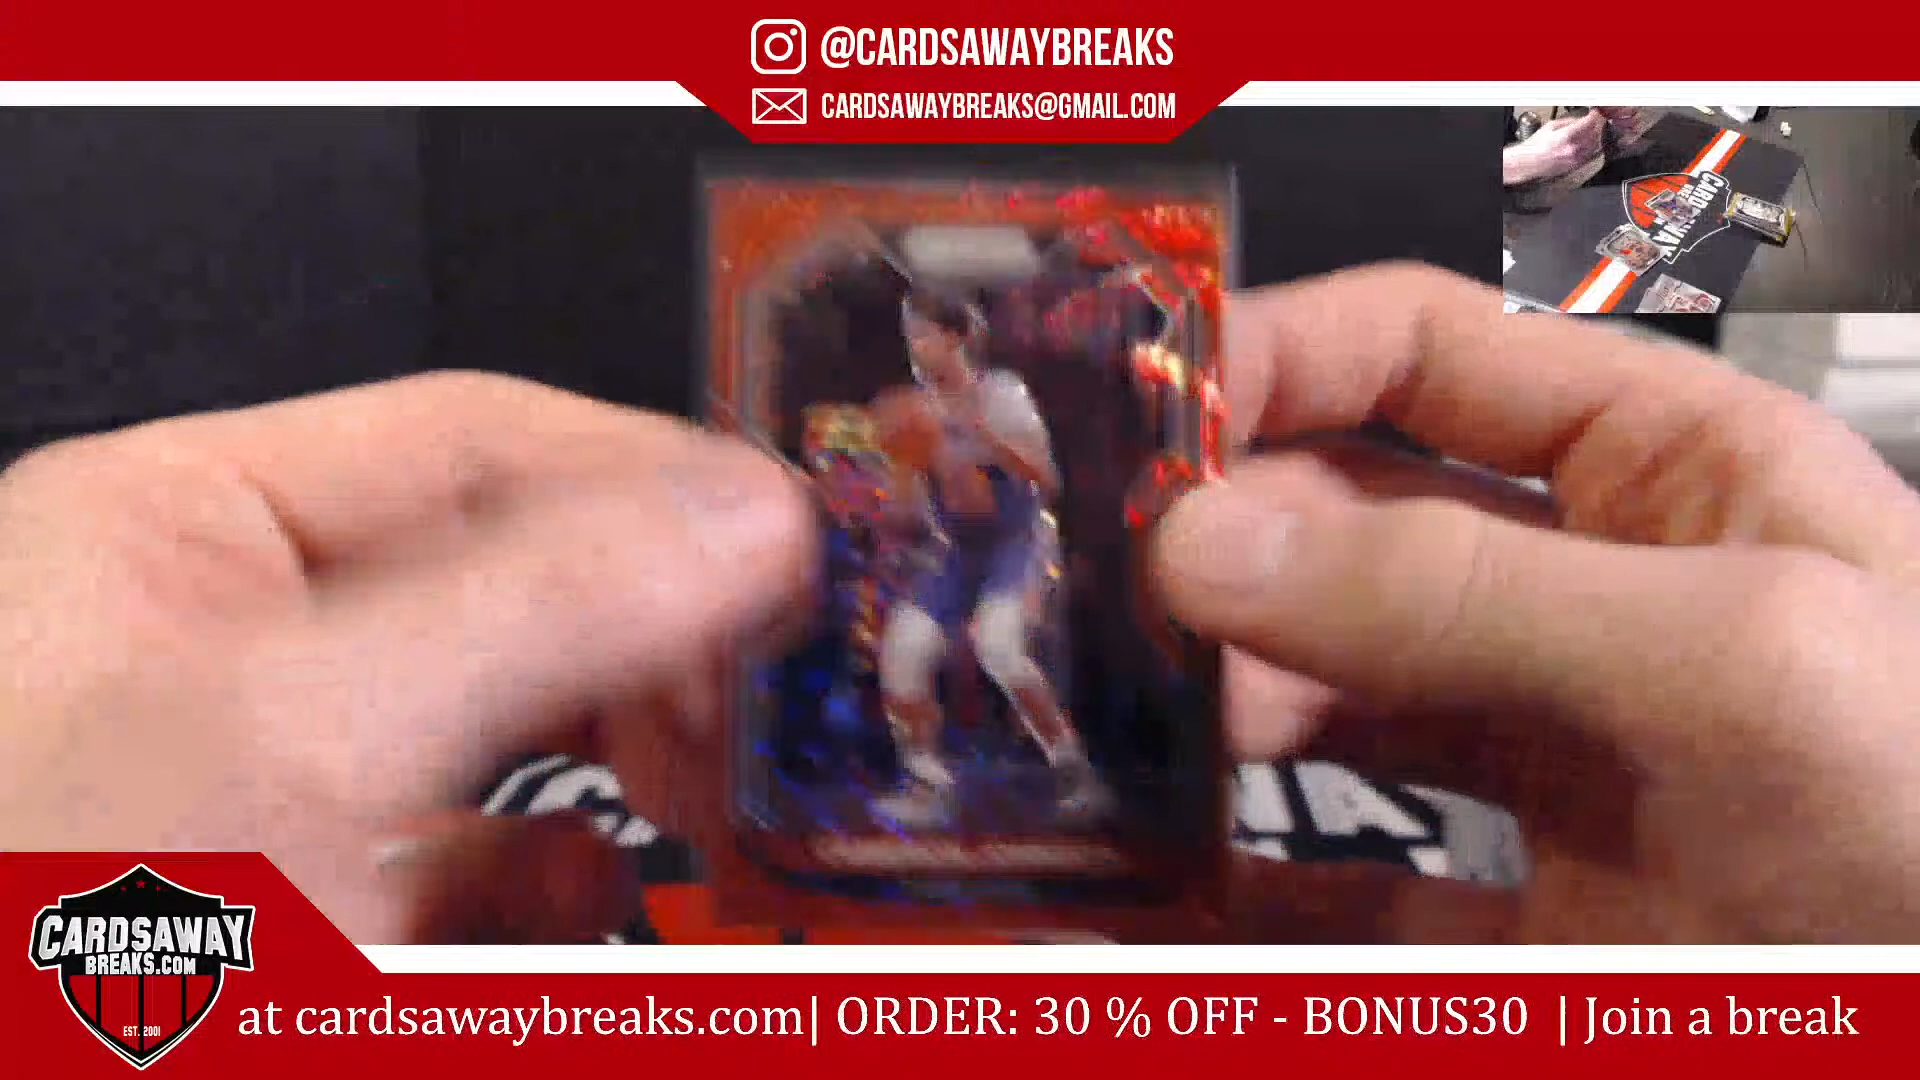 @CARDSAWAYBREAKS
CARDSAWAYBREAKS@GMAIL.COM
CARDSAWAY
BREAKS.COM
EST. 2001
at cardsawaybreaks.com| ORDER: 30 % OFF - BONUS30 | Join a break